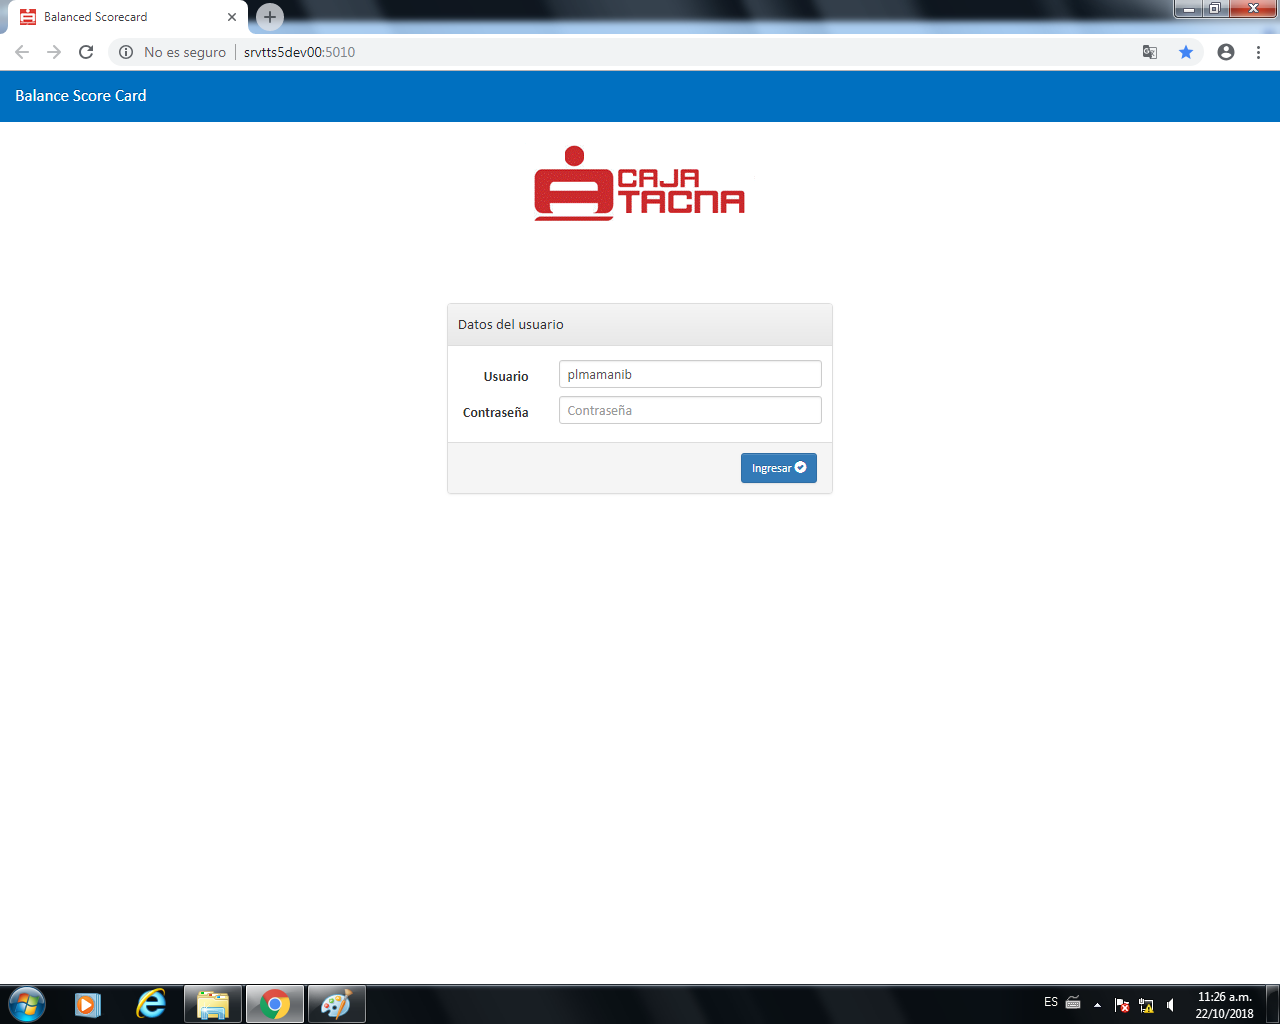 Balanced Scorecard
No es seguro srvtts5dev00:5010
Balance Score Card
CAJA
TACNA
Datos del usuario
Usuario plmamanib
Contraseña Contraseña
Ingresar
ES
11:26 a.m.
22/10/2018